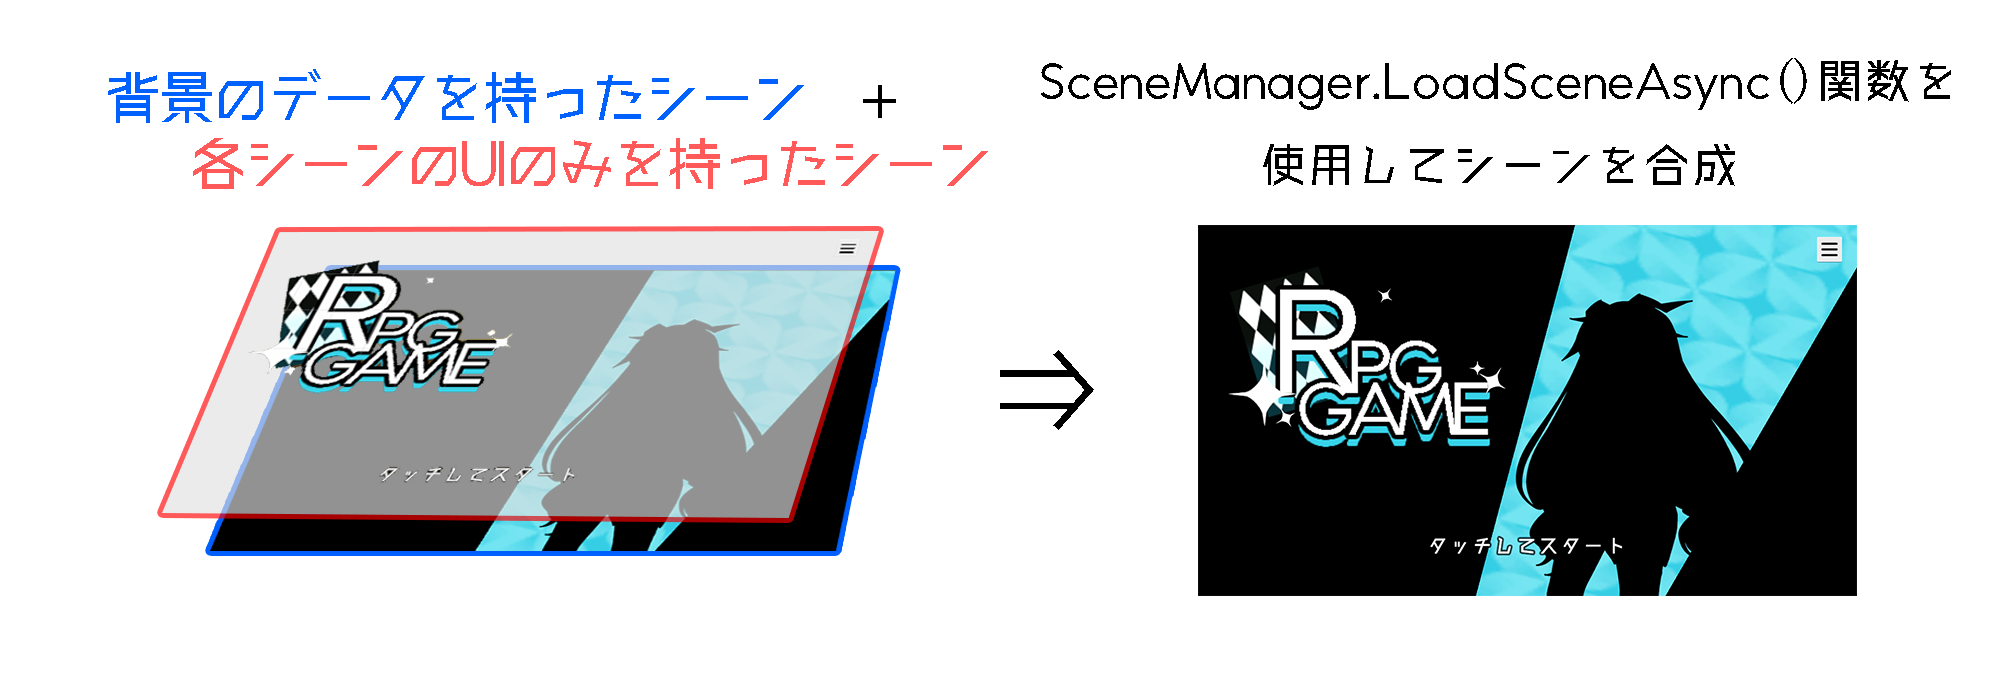 背景のデータを持ったシーン +
各シーンのUIのみを持ったシーン
RPG
GAME
タッチしてスタート
⇒
SceneManager.LoadSceneAsync()関数を
使用してシーンを合成
RPG
GAME
タッチしてスタート